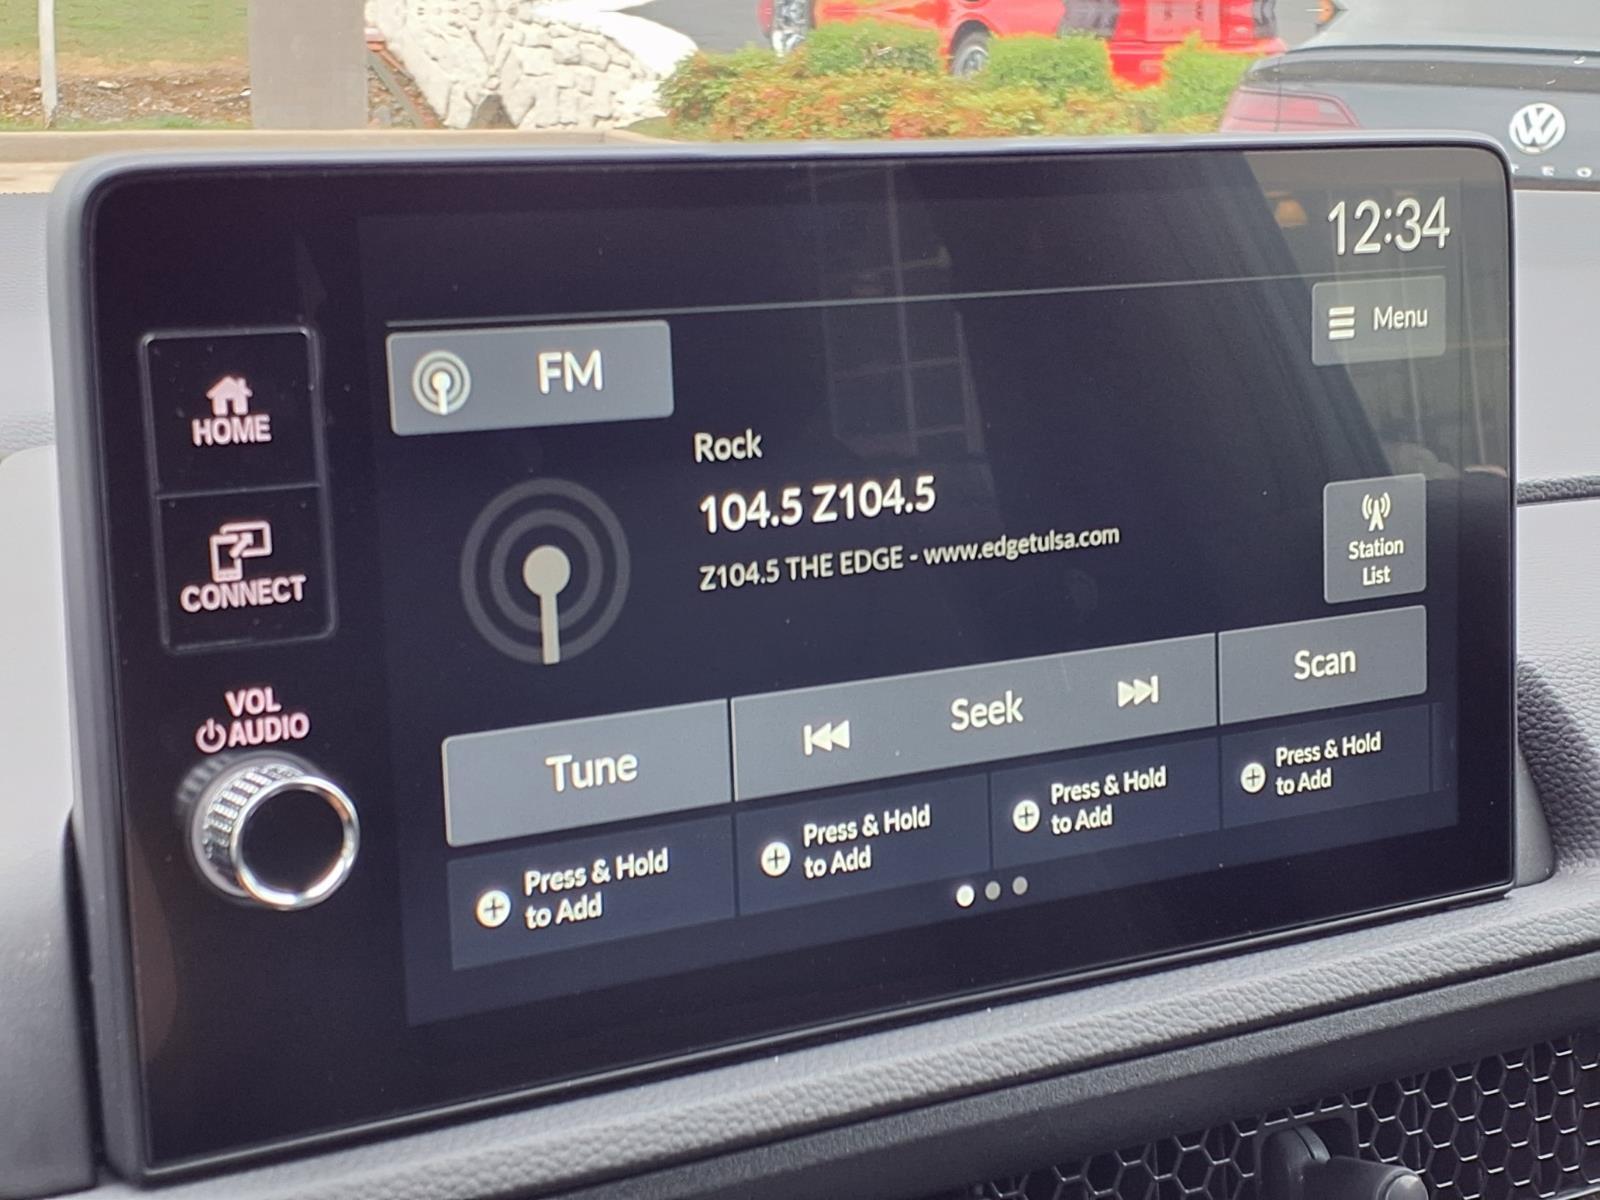 12:34
Menu
FM
HOME
Rock
104.5 Z104.5
Z104.5 THE EDGE - www.edgetulsa.com
Station
List
CONNECT
VOL
AUDIO
Tune
Seek
Scan
Press & Hold
to Add
Press & Hold
to Add
Press & Hold
to Add
Press & Hold
to Add
VW
T E O